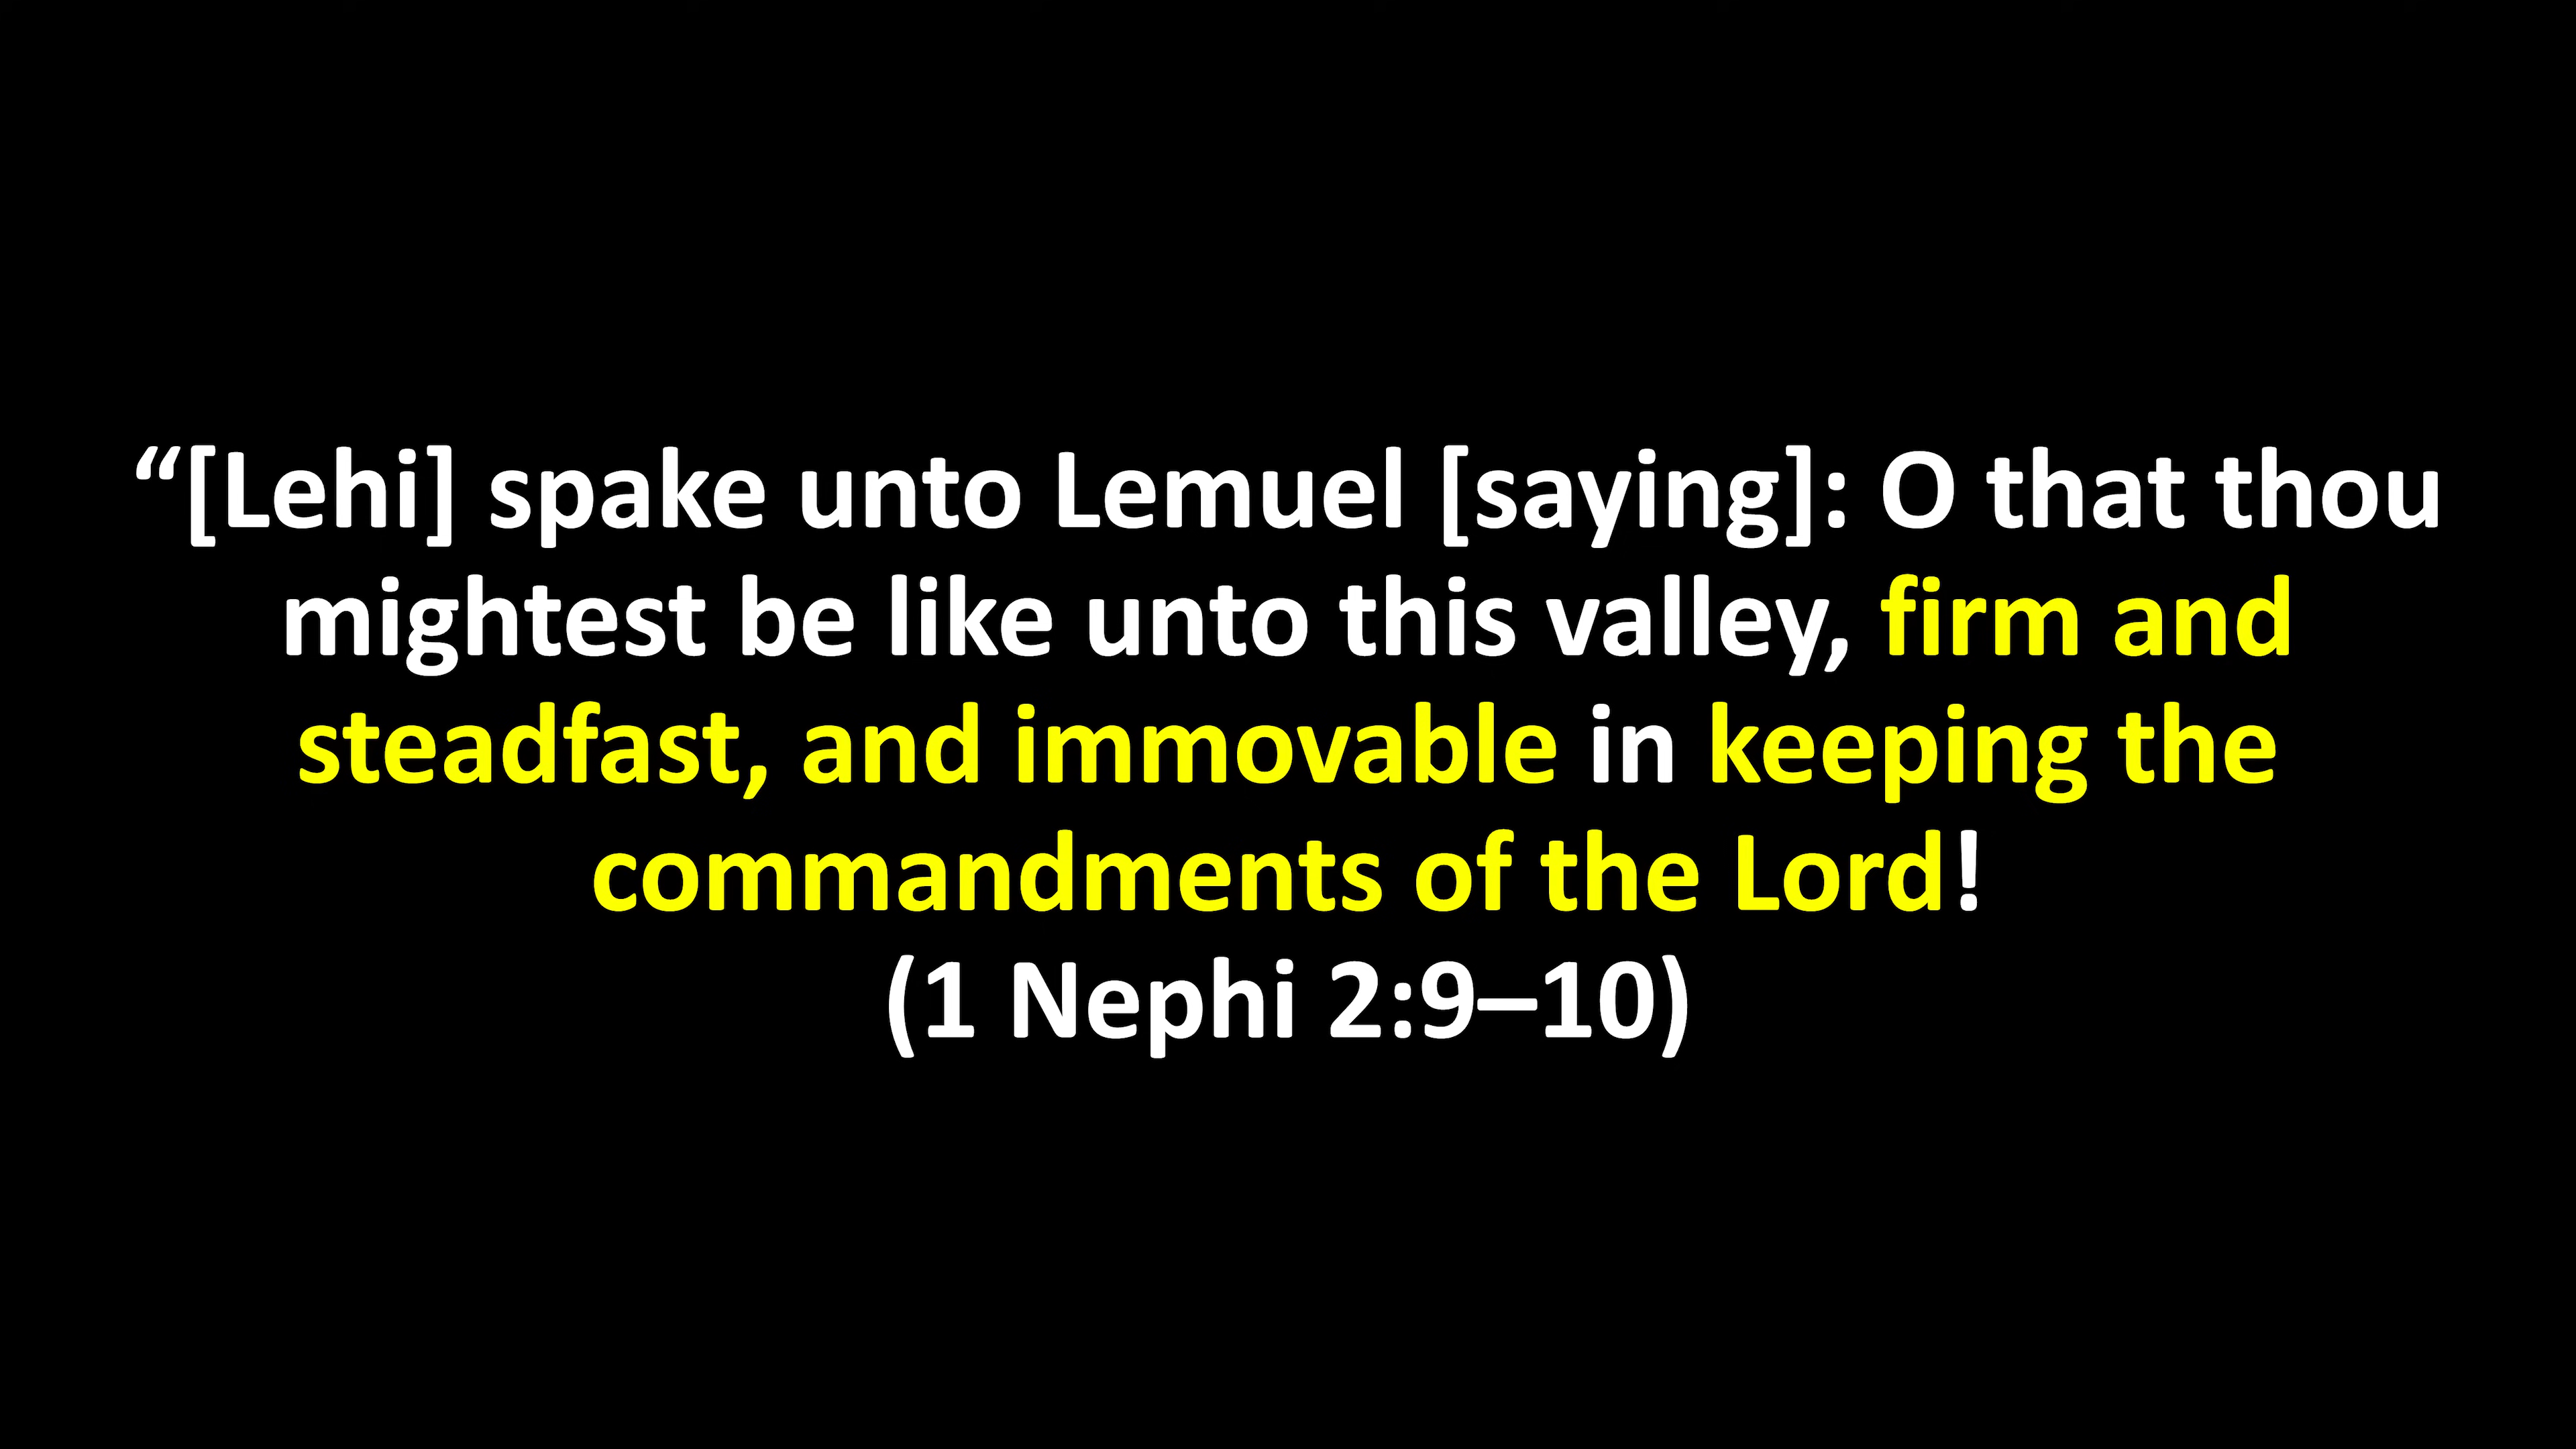 “[Lehi] spake unto Lemuel [saying]: O that thou
mightest be like unto this valley, firm and
steadfast, and immovable in keeping the
commandments of the Lord!
(1 Nephi 2:9–10)